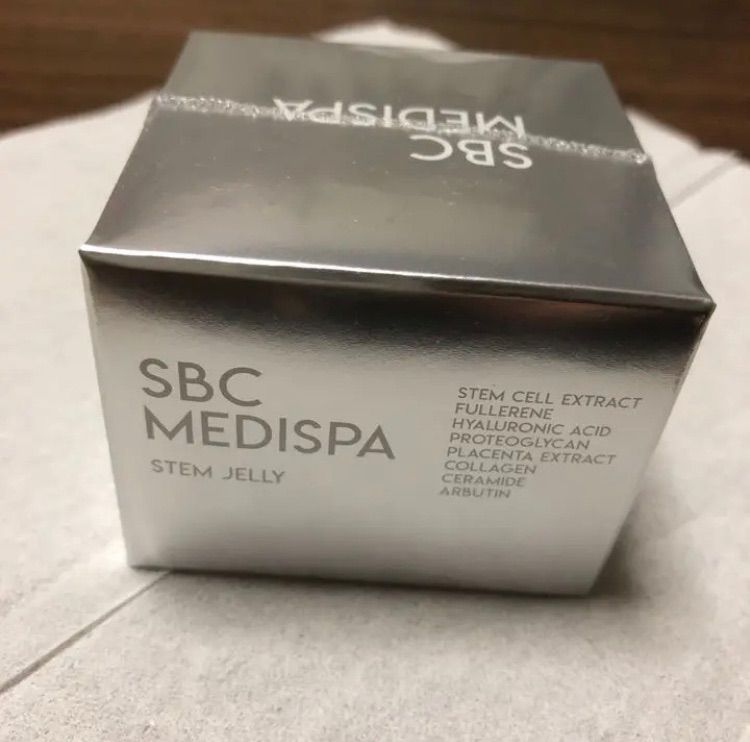 SBC
MEDISPA
SBC
MEDISPA
STEM JELLY
STEM CELL EXTRACT
FULLERENE
HYALURONIC ACID
PROTEOGLYCAN
PLACENTA EXTRACT
COLLAGEN
CERAMIDE
ARBUTIN